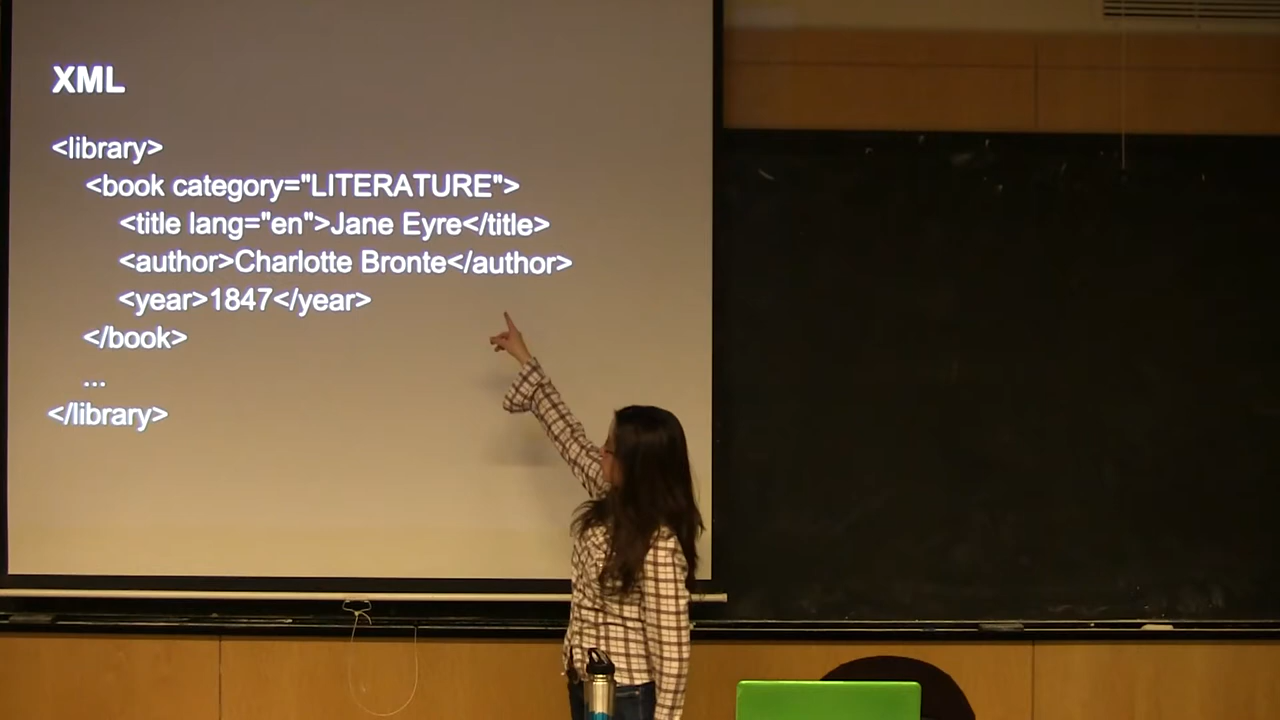 XML
<library>
<book category="LITERATURE">
<title lang="en">Jane Eyre</title>
<author>Charlotte Bronte</author>
<year>1847</year>
</book>
...
</library>